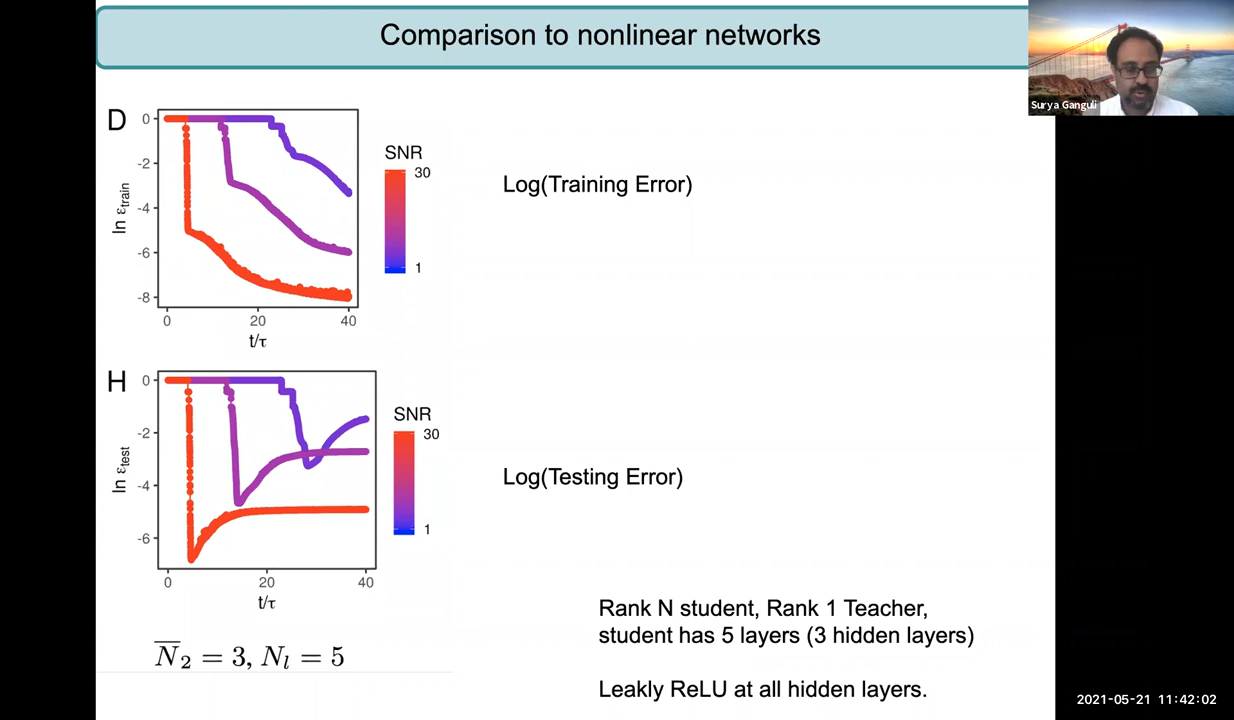 Comparison to nonlinear networks
Surya Ganguli
D
0
-2
-4
-6
-8
ln εtrain
0 20 40
t/τ
SNR
30
1
Log(Training Error)
H
0
-2
-4
-6
ln εtest
0 20 40
t/τ
SNR
30
1
Log(Testing Error)
N̅₂ = 3, Nₗ = 5
Rank N student, Rank 1 Teacher,
student has 5 layers (3 hidden layers)
Leakly ReLU at all hidden layers.
2021-05-21 11:42:02